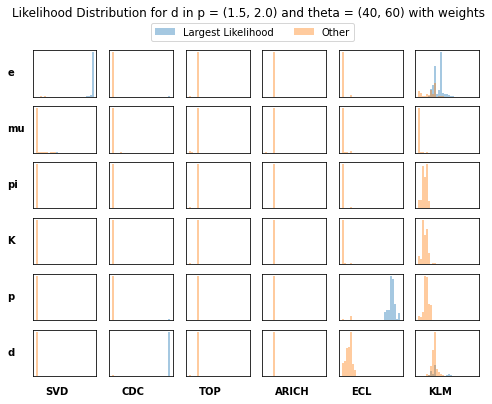 Likelihood Distribution for d in p = (1.5, 2.0) and theta = (40, 60) with weights
Largest Likelihood Other
e
mu
pi
K
p
d
SVD CDC TOP ARICH ECL KLM